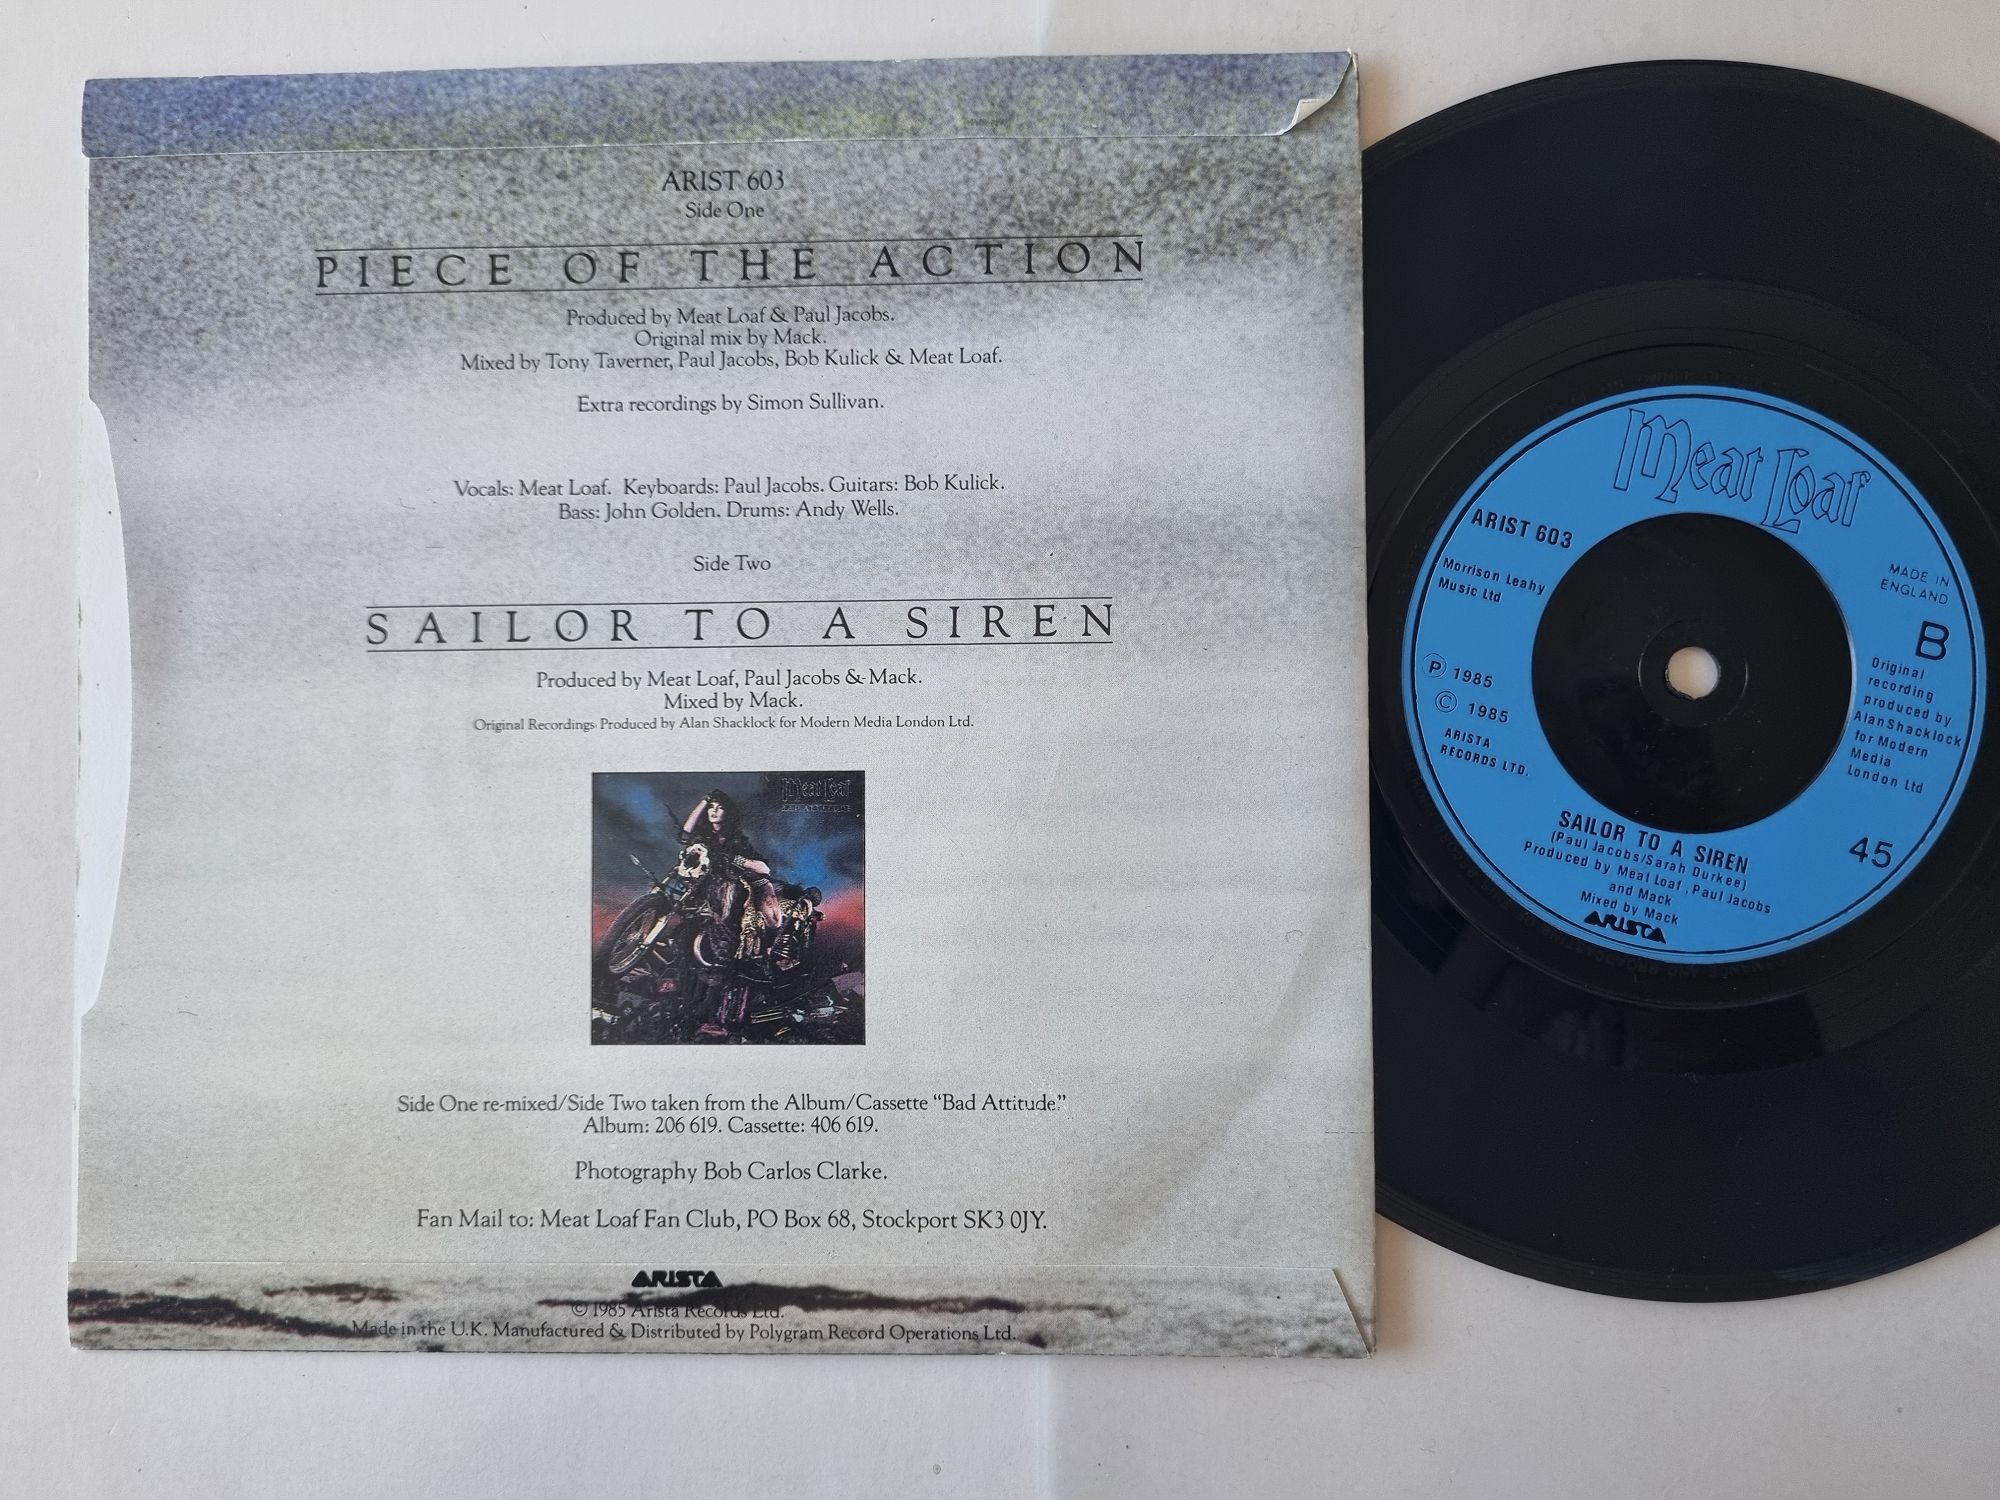 ARIST 603
Side One
PIECE OF THE ACTION
Produced by Meat Loaf & Paul Jacobs.
Original mix by Mack.
Mixed by Tony Taverner, Paul Jacobs, Bob Kulick & Meat Loaf.
Extra recordings by Simon Sullivan.
Vocals: Meat Loaf. Keyboards: Paul Jacobs. Guitars: Bob Kulick.
Bass: John Golden. Drums: Andy Wells.
Side Two
SAILOR TO A SIREN
Produced by Meat Loaf, Paul Jacobs & Mack.
Mixed by Mack.
Original Recordings Produced by Alan Shacklock for Modern Media London Ltd.
Meat Loaf
Side One re-mixed/Side Two taken from the Album/Cassette “Bad Attitude.”
Album: 206 619. Cassette: 406 619.
Photography Bob Carlos Clarke.
Fan Mail to: Meat Loaf Fan Club, PO Box 68, Stockport SK3 0JY.
ARISTA
© 1985 Arista Records Ltd.
Made in the U.K. Manufactured & Distributed by Polygram Record Operations Ltd.
Meat Loaf
ARIST 603
Morrison Leahy
Music Ltd
℗ 1985
© 1985
ARISTA
RECORDS LTD.
MADE IN
ENGLAND
B
Original
recording
produced by
Alan Shacklock
for Modern
Media
London Ltd
45
SAILOR TO A SIREN
(Paul Jacobs/Sarah Durkee)
Produced by Meat Loaf, Paul Jacobs
and Mack
Mixed by Mack
ARISTA